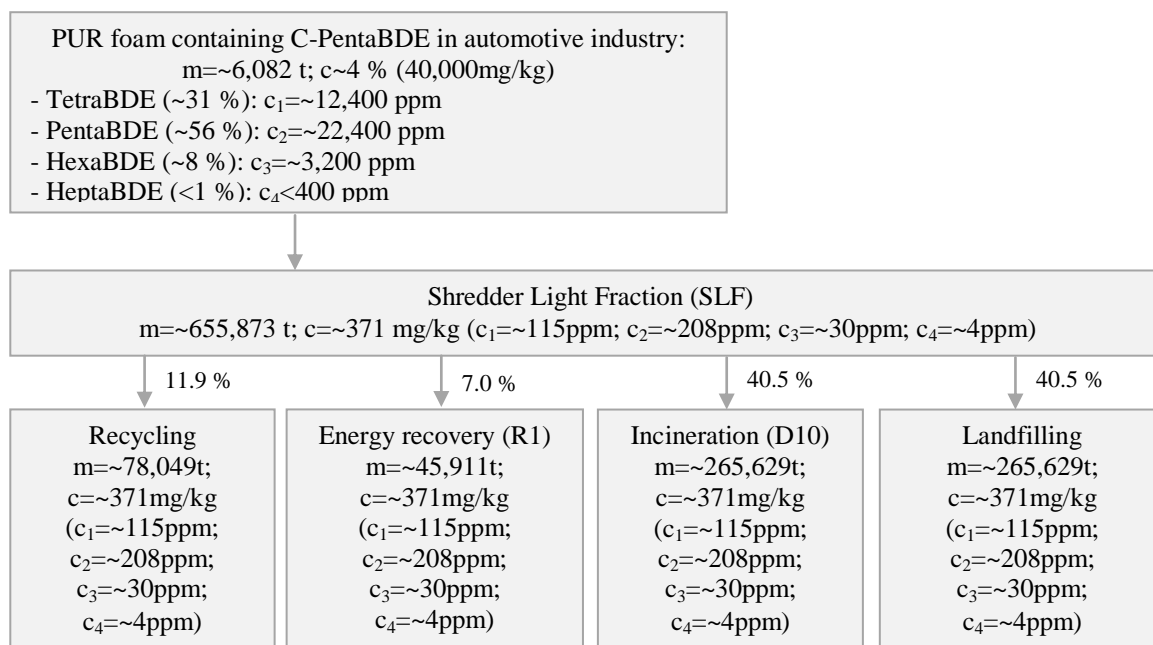 PUR foam containing C-PentaBDE in automotive industry:
m=~6,082 t; c~4 % (40,000mg/kg)
- TetraBDE (~31 %): c₁=~12,400 ppm
- PentaBDE (~56 %): c₂=~22,400 ppm
- HexaBDE (~8 %): c₃=~3,200 ppm
- HeptaBDE (<1 %): c₄<400 ppm
Shredder Light Fraction (SLF)
m=~655,873 t; c=~371 mg/kg (c₁=~115ppm; c₂=~208ppm; c₃=~30ppm; c₄=~4ppm)
11.9 %
7.0 %
40.5 %
40.5 %
Recycling
m=~78,049t;
c=~371mg/kg
(c₁=~115ppm;
c₂=~208ppm;
c₃=~30ppm;
c₄=~4ppm)
Energy recovery (R1)
m=~45,911t;
c=~371mg/kg
(c₁=~115ppm;
c₂=~208ppm;
c₃=~30ppm;
c₄=~4ppm)
Incineration (D10)
m=~265,629t;
c=~371mg/kg
(c₁=~115ppm;
c₂=~208ppm;
c₃=~30ppm;
c₄=~4ppm)
Landfilling
m=~265,629t;
c=~371mg/kg
(c₁=~115ppm;
c₂=~208ppm;
c₃=~30ppm;
c₄=~4ppm)